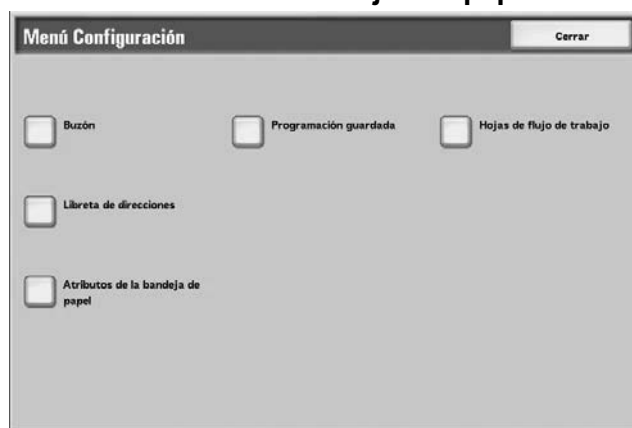 Menú Configuración
Cerrar
Buzón
Programación guardada
Hojas de flujo de trabajo
Libreta de direcciones
Atributos de la bandeja de
papel